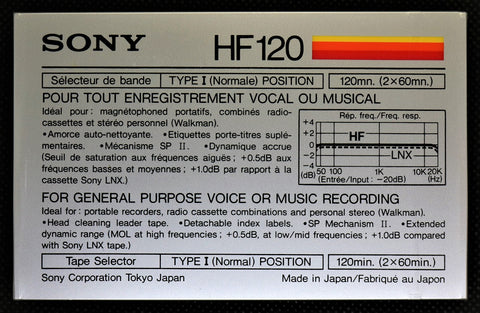 SONY HF120
Sélecteur de bande TYPE I (Normale) POSITION 120mn. (2×60mn.)
POUR TOUT ENREGISTREMENT VOCAL OU MUSICAL
Idéal pour: magnétophoned portatifs, combinés radio-
cassettes et stéréo personnel (Walkman).
•Amorce auto-nettoyante. •Etiquettes porte-titres suplé-
mentaires. •Mécanisme SP II. •Dynamique accrue
(Seuil de saturation aux fréquences aiguës; +0.5dB aux
fréquences basses et moyennes; +1.0dB par rapport à la
cassette Sony LNX.)
Rép. freq./Freq. resp.
+4
+2
0
-2
-4
(dB)
HF
LNX
50 100 1K 10K 20K
(Entrée/Input: -20dB) (Hz)
FOR GENERAL PURPOSE VOICE OR MUSIC RECORDING
Ideal for: portable recorders, radio cassette combinations and personal stereo (Walkman).
•Head cleaning leader tape. •Detachable index labels. •SP Mechanism II. •Extended
dynamic range (MOL at high frequencies; +0.5dB, at low/mid frequencies; +1.0dB compared
with Sony LNX tape.)
Tape Selector TYPE I (Normal) POSITION 120min. (2×60min.)
Sony Corporation Tokyo Japan Made in Japan/Fabriqué au Japon